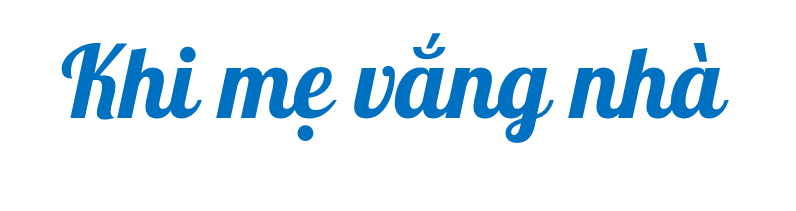 Khi mẹ vắng nhà